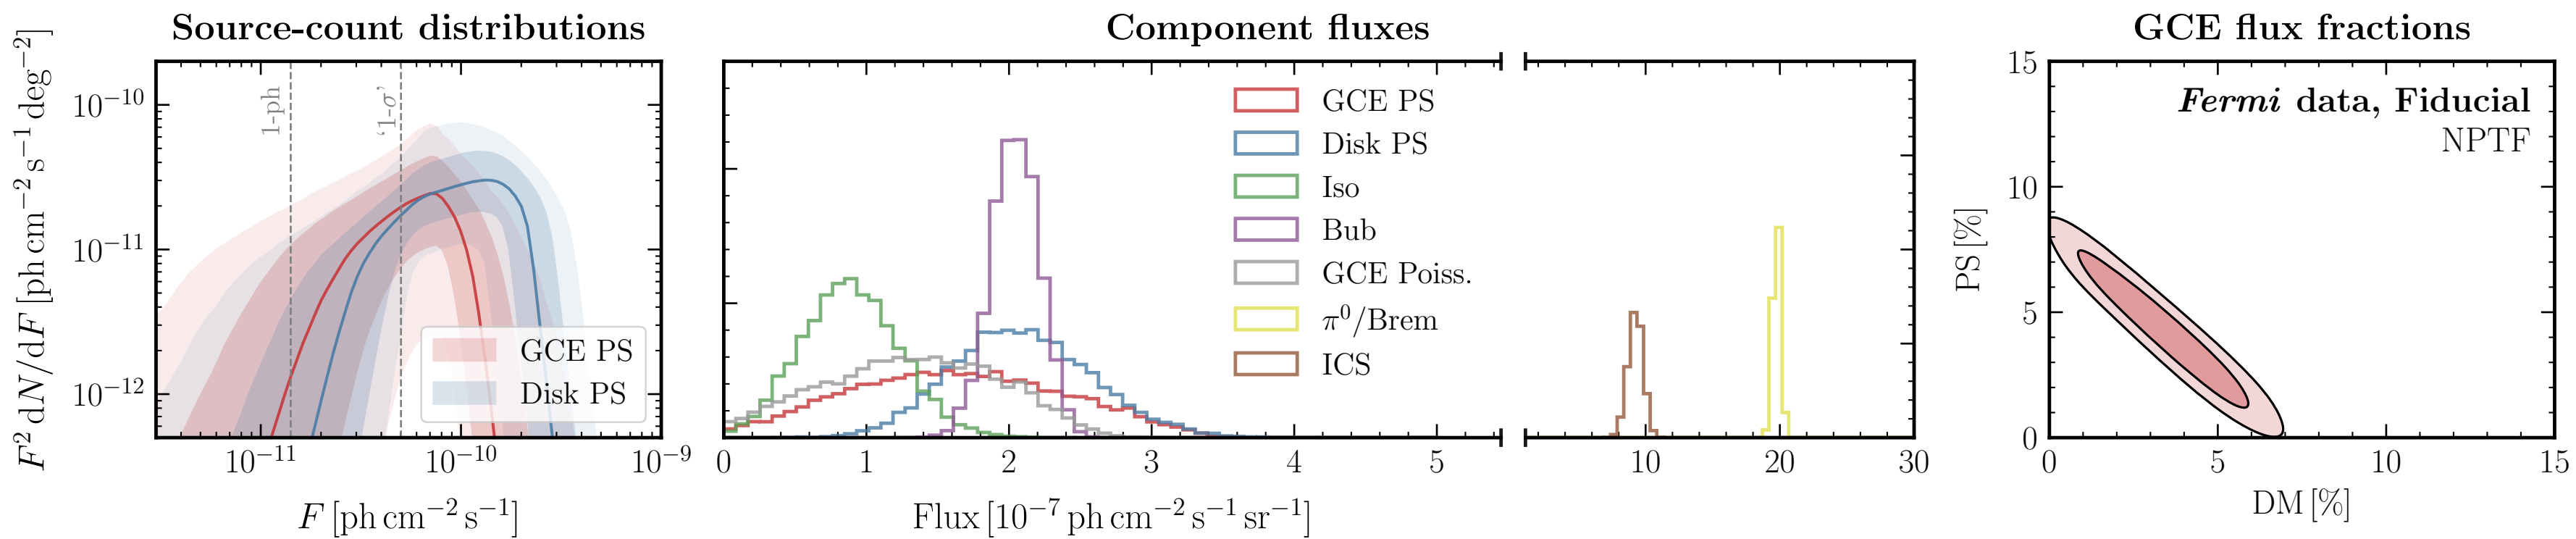 Source-count distributions
F² dN/dF [ph cm⁻² s⁻¹ deg⁻²]
10⁻¹⁰
10⁻¹¹
10⁻¹²
1-ph
‘1-σ’
GCE PS
Disk PS
10⁻¹¹ 10⁻¹⁰ 10⁻⁹
F [ph cm⁻² s⁻¹]
Component fluxes
GCE PS
Disk PS
Iso
Bub
GCE Poiss.
π⁰/Brem
ICS
0 1 2 3 4 5 10 20 30
Flux [10⁻⁷ ph cm⁻² s⁻¹ sr⁻¹]
GCE flux fractions
Fermi data, Fiducial
NPTF
PS [%]
15
10
5
0
0 5 10 15
DM [%]